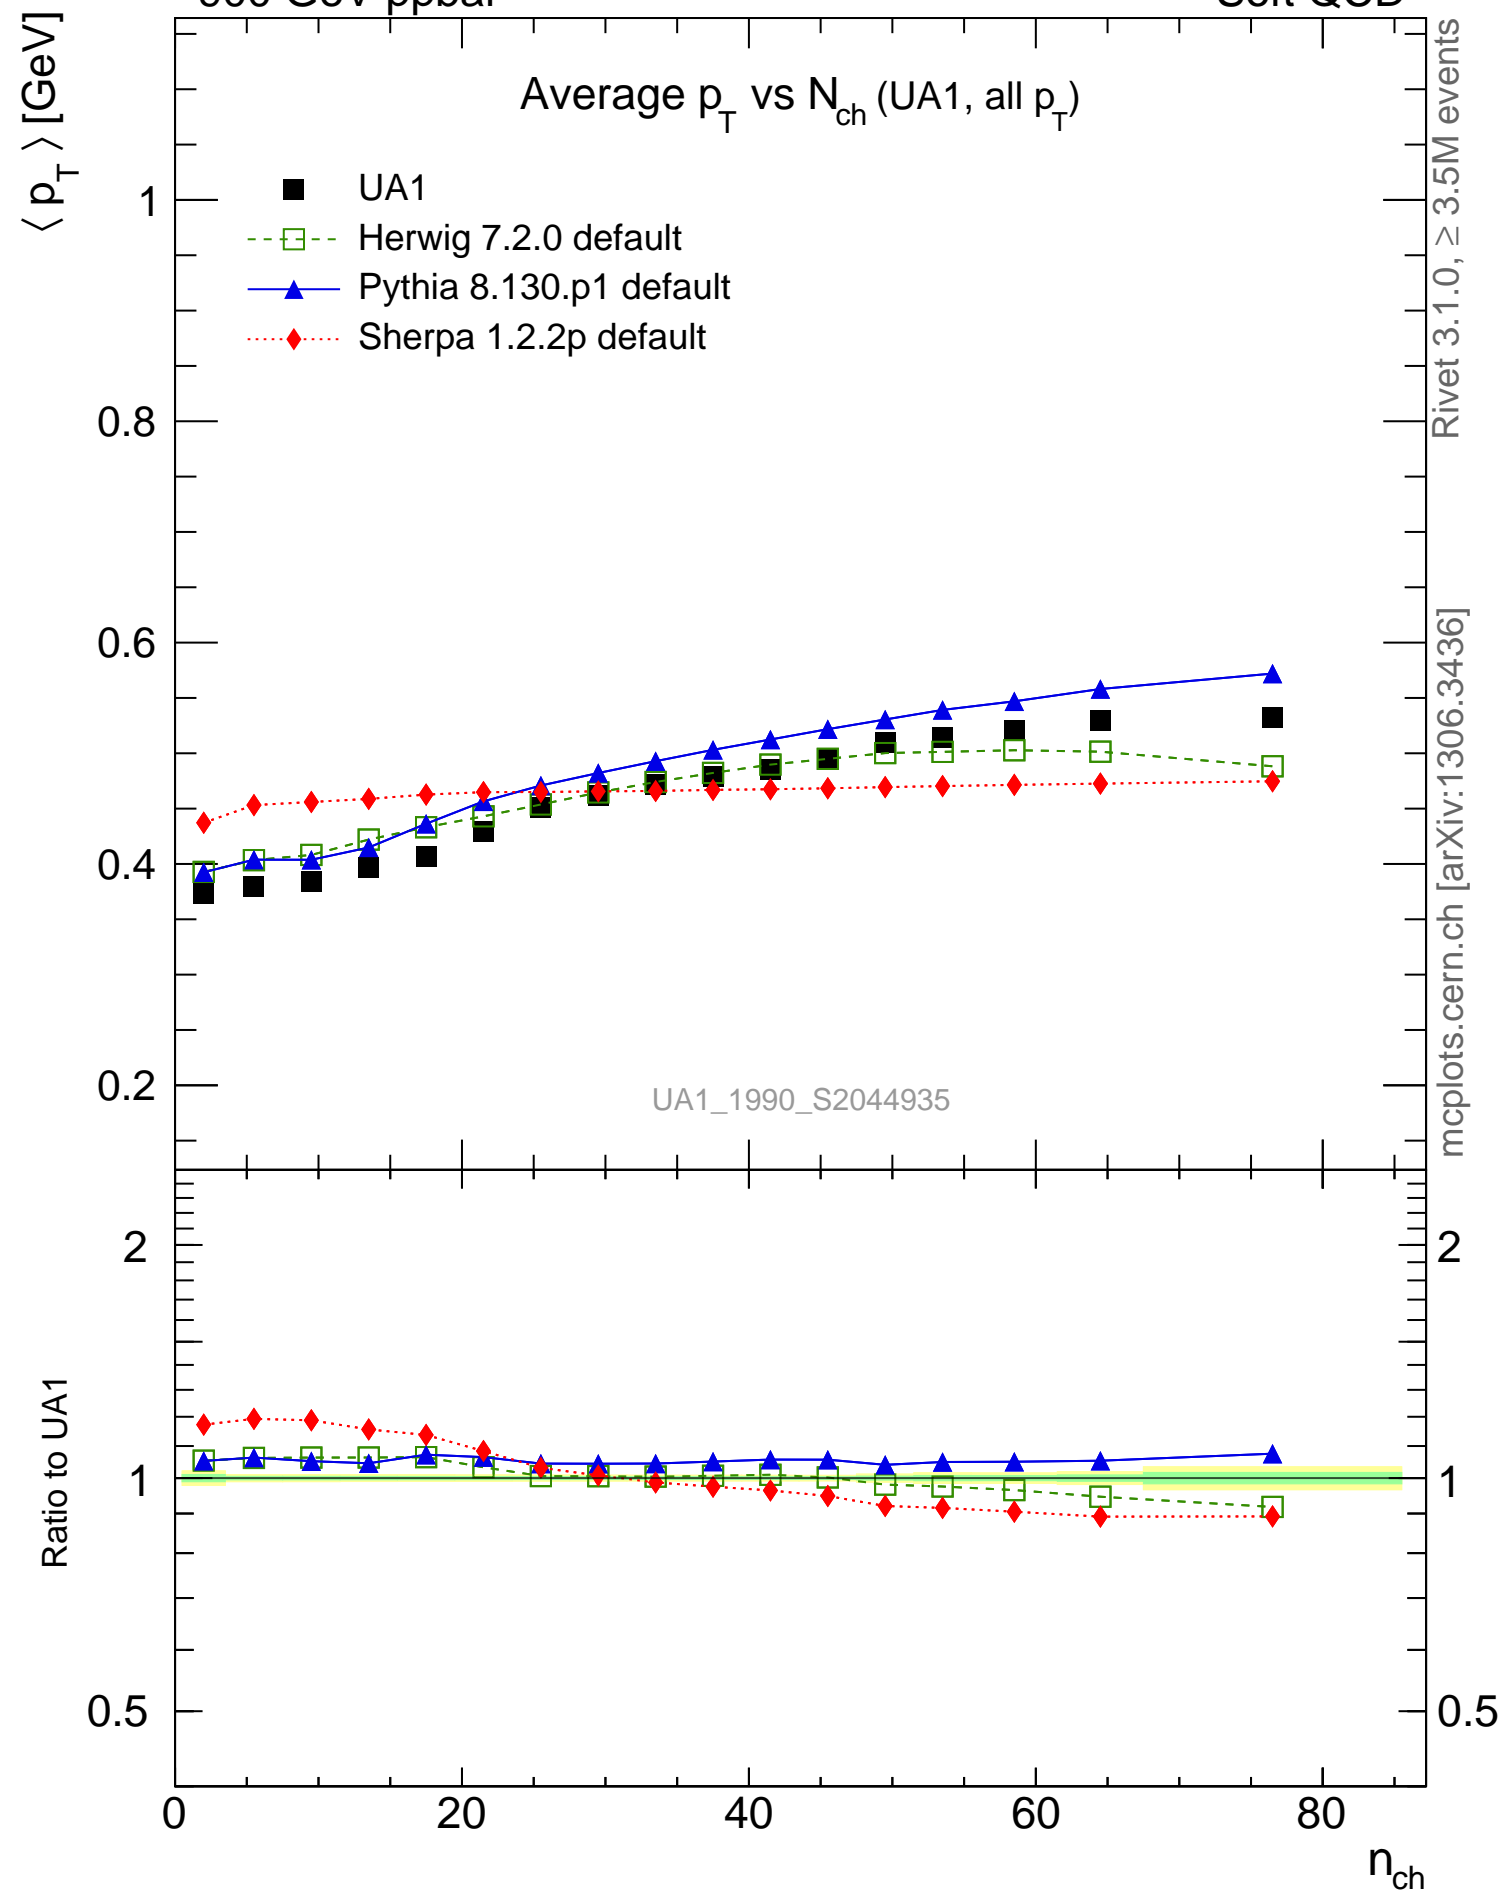 ⟨ p_T ⟩ [GeV]
Average p_T vs N_ch (UA1, all p_T)
UA1
Herwig 7.2.0 default
Pythia 8.130.p1 default
Sherpa 1.2.2p default
1
0.8
0.6
0.4
0.2
UA1_1990_S2044935
Rivet 3.1.0, ≥ 3.5M events
mcplots.cern.ch [arXiv:1306.3436]
Ratio to UA1
2
1
0.5
2
1
0.5
0
20
40
60
80
n_ch